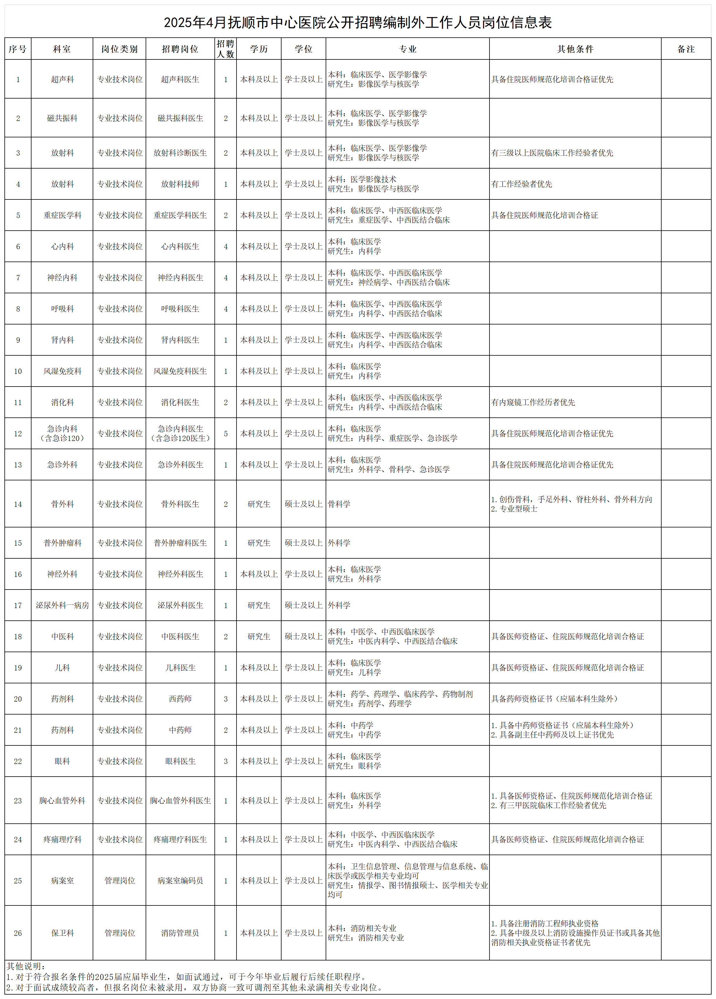 2025年4月抚顺市中心医院公开招聘编制外工作人员岗位信息表
序号 科室 岗位类别 招聘岗位 招聘人数 学历 学位 专业 其他条件 备注
1 超声科 专业技术岗位 超声科医生 1 本科及以上 学士及以上 本科：临床医学、医学影像学
研究生：影像医学与核医学 具备住院医师规范化培训合格证优先
2 磁共振科 专业技术岗位 磁共振科医生 2 本科及以上 学士及以上 本科：临床医学、医学影像学
研究生：影像医学与核医学
3 放射科 专业技术岗位 放射科诊断医生 2 本科及以上 学士及以上 本科：临床医学、医学影像学
研究生：影像医学与核医学 有三级以上医院临床工作经验者优先
4 放射科 专业技术岗位 放射科技师 1 本科及以上 学士及以上 本科：医学影像技术
研究生：影像医学与核医学 有工作经验者优先
5 重症医学科 专业技术岗位 重症医学科医生 2 本科及以上 学士及以上 本科：临床医学、中西医临床医学
研究生：重症医学、中西医结合临床 具备住院医师规范化培训合格证
6 心内科 专业技术岗位 心内科医生 4 本科及以上 学士及以上 本科：临床医学
研究生：内科学
7 神经内科 专业技术岗位 神经内科医生 4 本科及以上 学士及以上 本科：临床医学、中西医临床医学
研究生：神经病学、中西医结合临床
8 呼吸科 专业技术岗位 呼吸科医生 4 本科及以上 学士及以上 本科：临床医学、中西医临床医学
研究生：内科学、中西医结合临床
9 肾内科 专业技术岗位 肾内科医生 1 本科及以上 学士及以上 本科：临床医学、中西医临床医学
研究生：内科学、中西医结合临床
10 风湿免疫科 专业技术岗位 风湿免疫科医生 1 本科及以上 学士及以上 本科：临床医学
研究生：内科学
11 消化科 专业技术岗位 消化科医生 2 本科及以上 学士及以上 本科：临床医学、中西医临床医学
研究生：内科学、中西医结合临床 有内窥镜工作经历者优先
12 急诊内科
（含急诊120） 专业技术岗位 急诊内科医生
（含急诊120医生） 5 本科及以上 学士及以上 本科：临床医学
研究生：内科学、重症医学、急诊医学 具备住院医师规范化培训合格证优先
13 急诊外科 专业技术岗位 急诊外科医生 1 本科及以上 学士及以上 本科：临床医学
研究生：外科学、骨科学、急诊医学 具备住院医师规范化培训合格证优先
14 骨外科 专业技术岗位 骨外科医生 2 研究生 硕士及以上 骨科学 1.创伤骨科，手足外科、脊柱外科、骨外科方向
2.专业型硕士
15 普外肿瘤科 专业技术岗位 普外肿瘤科医生 1 研究生 硕士及以上 外科学
16 神经外科 专业技术岗位 神经外科医生 1 本科及以上 学士及以上 本科：临床医学
研究生：外科学
17 泌尿外科一病房 专业技术岗位 泌尿外科医生 1 研究生 硕士及以上 外科学
18 中医科 专业技术岗位 中医科医生 2 研究生 硕士及以上 本科：中医学、中西医临床医学
研究生：中医内科学、中西医结合临床 具备医师资格证、住院医师规范化培训合格证
19 儿科 专业技术岗位 儿科医生 1 本科及以上 学士及以上 本科：临床医学
研究生：儿科学 具备医师资格证、住院医师规范化培训合格证
20 药剂科 专业技术岗位 西药师 3 本科及以上 学士及以上 本科：药学、药理学、临床药学、药物制剂
研究生：药剂学、药理学 具备药师资格证书（应届本科生除外）
21 药剂科 专业技术岗位 中药师 2 本科及以上 学士及以上 本科：中药学
研究生：中药学 1.具备中药师资格证书（应届本科生除外）
2.具备副主任中药师及以上证书优先
22 眼科 专业技术岗位 眼科医生 3 本科及以上 学士及以上 本科：临床医学
研究生：眼科学
23 胸心血管外科 专业技术岗位 胸心血管外科医生 1 本科及以上 学士及以上 本科：临床医学
研究生：外科学 1.具备医师资格证、住院医师规范化培训合格证
2.有三甲医院临床工作经验者优先
24 疼痛理疗科 专业技术岗位 疼痛理疗科医生 1 本科及以上 学士及以上 本科：中医学、中西医临床医学
研究生：中医内科学、中西医结合临床 具备医师资格证、住院医师规范化培训合格证
25 病案室 管理岗位 病案室编码员 1 本科及以上 学士及以上 本科：卫生信息管理、信息管理与信息系统、临
床医学或医学相关专业均可
研究生：情报学、图书情报硕士、医学相关专业
均可
26 保卫科 管理岗位 消防管理员 1 本科及以上 学士及以上 本科：消防相关专业
研究生：消防相关专业 1.具备注册消防工程师执业资格
2.具备中级及以上消防设施操作员证书或具备其他
消防相关执业资格证书者优先
其他说明：
1.对于符合报名条件的2025届应届毕业生，如面试通过，可于今年毕业后履行后续任职程序。
2.对于面试成绩较高者，但报名岗位未被录用，双方协商一致可调剂至其他未录满相关专业岗位。